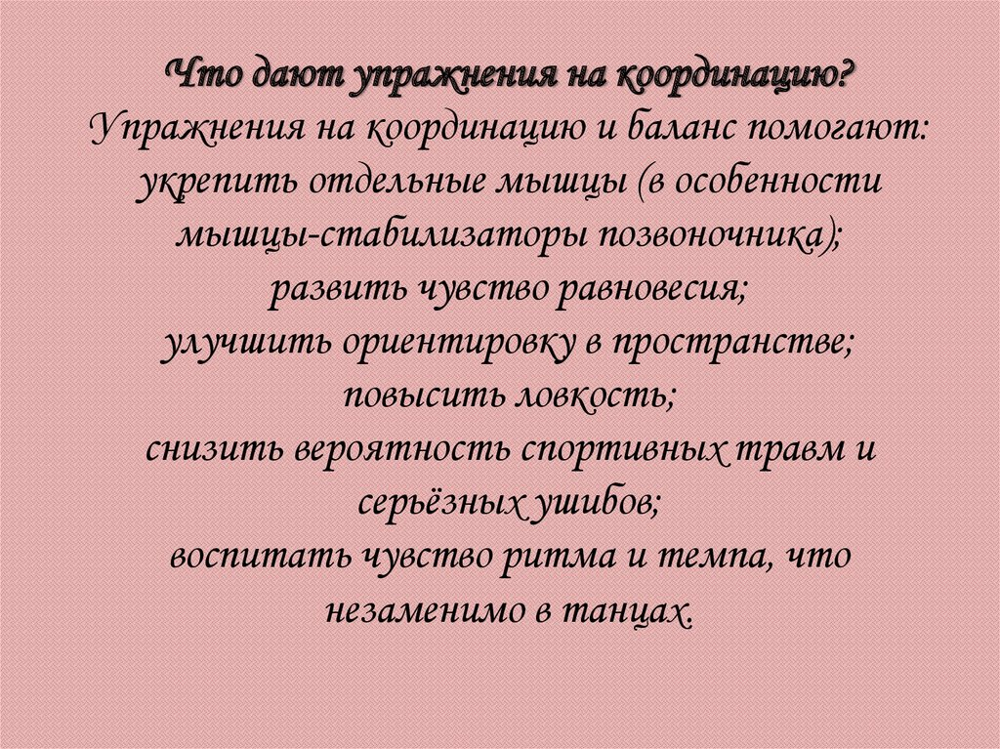 Что дают упражнения на координацию?
Упражнения на координацию и баланс помогают:
укрепить отдельные мышцы (в особенности
мышцы-стабилизаторы позвоночника);
развить чувство равновесия;
улучшить ориентировку в пространстве;
повысить ловкость;
снизить вероятность спортивных травм и
серьёзных ушибов;
воспитать чувство ритма и темпа, что
незаменимо в танцах.